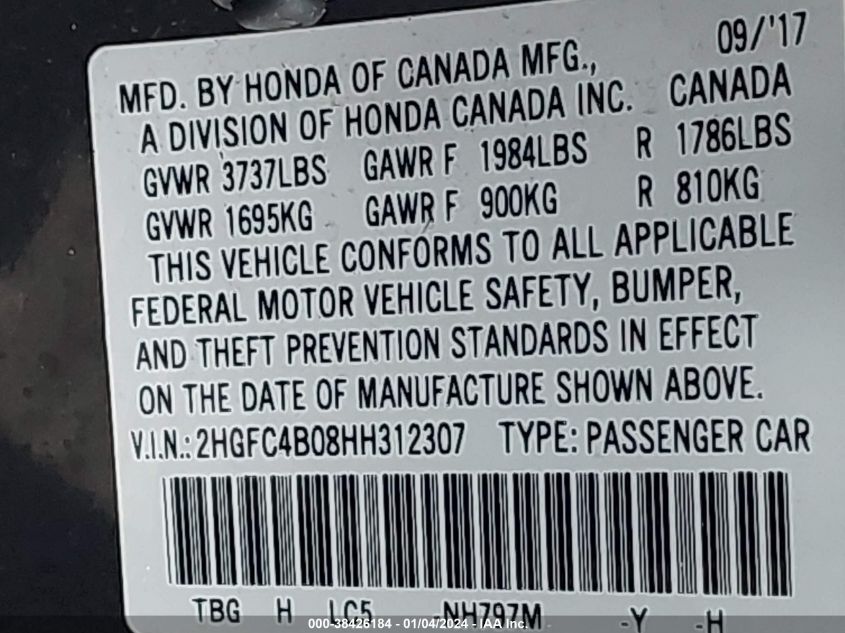 09/'17
MFD. BY HONDA OF CANADA MFG.,
A DIVISION OF HONDA CANADA INC. CANADA
GVWR 3737LBS GAWR F 1984LBS R 1786LBS
GVWR 1695KG GAWR F 900KG R 810KG
THIS VEHICLE CONFORMS TO ALL APPLICABLE
FEDERAL MOTOR VEHICLE SAFETY, BUMPER,
AND THEFT PREVENTION STANDARDS IN EFFECT
ON THE DATE OF MANUFACTURE SHOWN ABOVE.
V.I.N.: 2HGFC4B08HH312307 TYPE: PASSENGER CAR
TBG H LC5 NH797M -Y -H
000-38426184 - 01/04/2024 - IAA Inc.